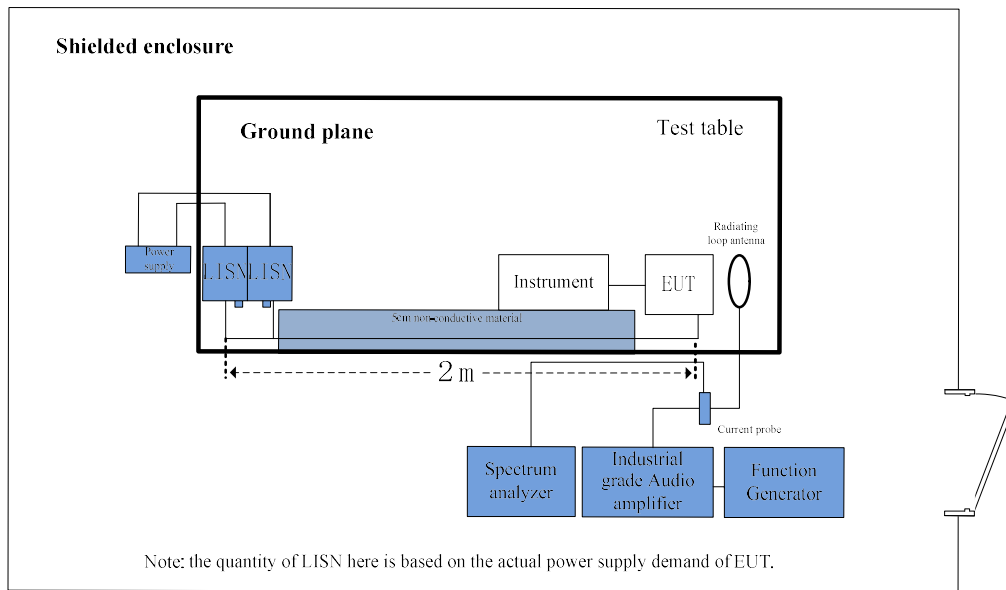 Shielded enclosure
Ground plane
Test table
Radiating
loop antenna
Power
supply
LISN
LISN
Instrument
EUT
5cm non-conductive material
2m
Current probe
Spectrum
analyzer
Industrial
grade Audio
amplifier
Function
Generator
Note: the quantity of LISN here is based on the actual power supply demand of EUT.